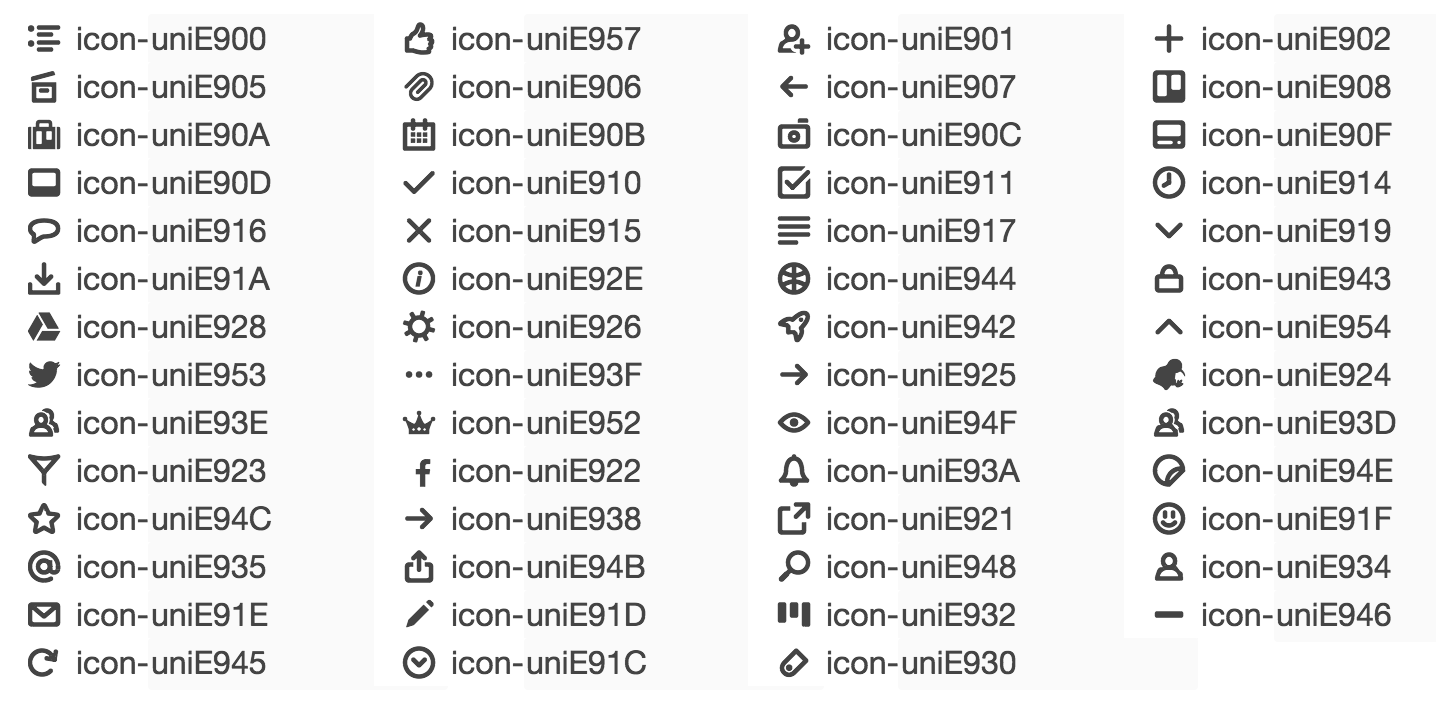 icon-uniE900 icon-uniE957 icon-uniE901 icon-uniE902
icon-uniE905 icon-uniE906 icon-uniE907 icon-uniE908
icon-uniE90A icon-uniE90B icon-uniE90C icon-uniE90F
icon-uniE90D icon-uniE910 icon-uniE911 icon-uniE914
icon-uniE916 icon-uniE915 icon-uniE917 icon-uniE919
icon-uniE91A icon-uniE92E icon-uniE944 icon-uniE943
icon-uniE928 icon-uniE926 icon-uniE942 icon-uniE954
icon-uniE953 icon-uniE93F icon-uniE925 icon-uniE924
icon-uniE93E icon-uniE952 icon-uniE94F icon-uniE93D
icon-uniE923 icon-uniE922 icon-uniE93A icon-uniE94E
icon-uniE94C icon-uniE938 icon-uniE921 icon-uniE91F
icon-uniE935 icon-uniE94B icon-uniE948 icon-uniE934
icon-uniE91E icon-uniE91D icon-uniE932 icon-uniE946
icon-uniE945 icon-uniE91C icon-uniE930